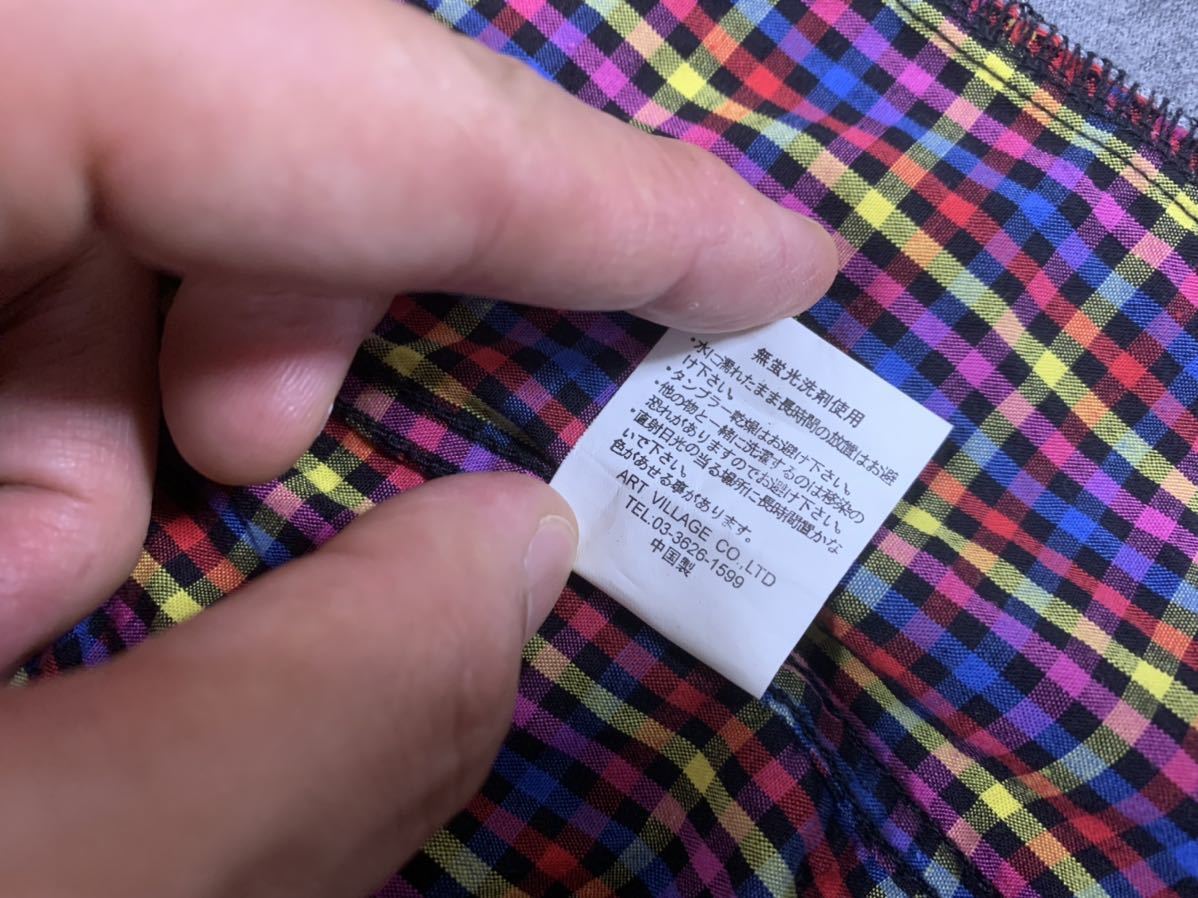 無蛍光洗剤使用
・水に濡れたまま長時間の放置はお避
け下さい。
・タンブラー乾燥はお避け下さい。
・他の物と一緒に洗濯するのは移染の
恐れがありますのでお避け下さい。
・直射日光の当る場所に長時間置かな
いで下さい。
色があせる事があります。
ART VILLAGE CO.,LTD
TEL.03-3626-1599
中国製